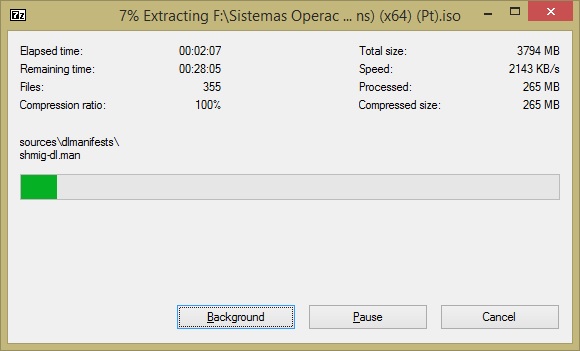 7z 7% Extracting F:\Sistemas Operac ... ns) (x64) (Pt).iso
Elapsed time: 00:02:07 Total size: 3794 MB
Remaining time: 00:28:05 Speed: 2143 KB/s
Files: 355 Processed: 265 MB
Compression ratio: 100% Compressed size: 265 MB
sources\dlmanifests\
shmig-dl.man
Background Pause Cancel